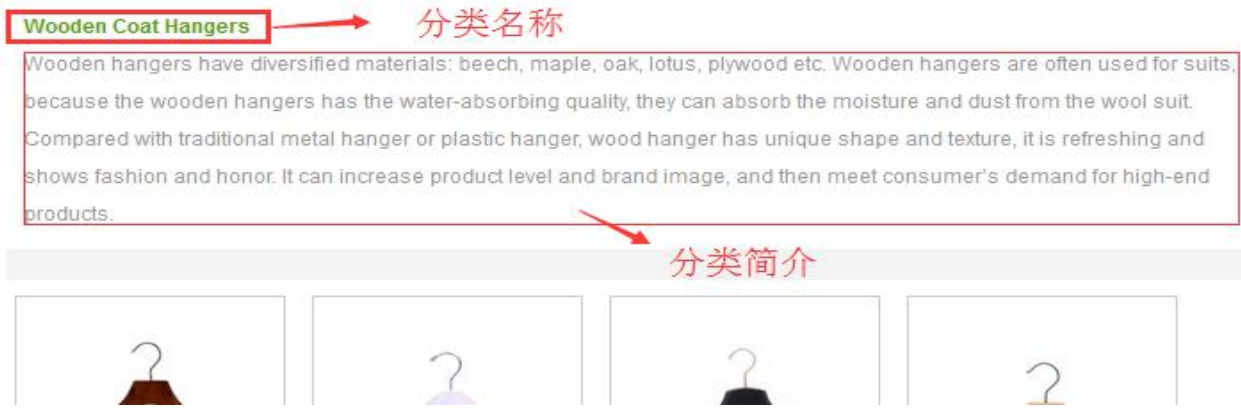 Wooden Coat Hangers
分类名称
Wooden hangers have diversified materials: beech, maple, oak, lotus, plywood etc. Wooden hangers are often used for suits,
because the wooden hangers has the water-absorbing quality, they can absorb the moisture and dust from the wool suit.
Compared with traditional metal hanger or plastic hanger, wood hanger has unique shape and texture, it is refreshing and
shows fashion and honor. It can increase product level and brand image, and then meet consumer's demand for high-end
products.
分类简介